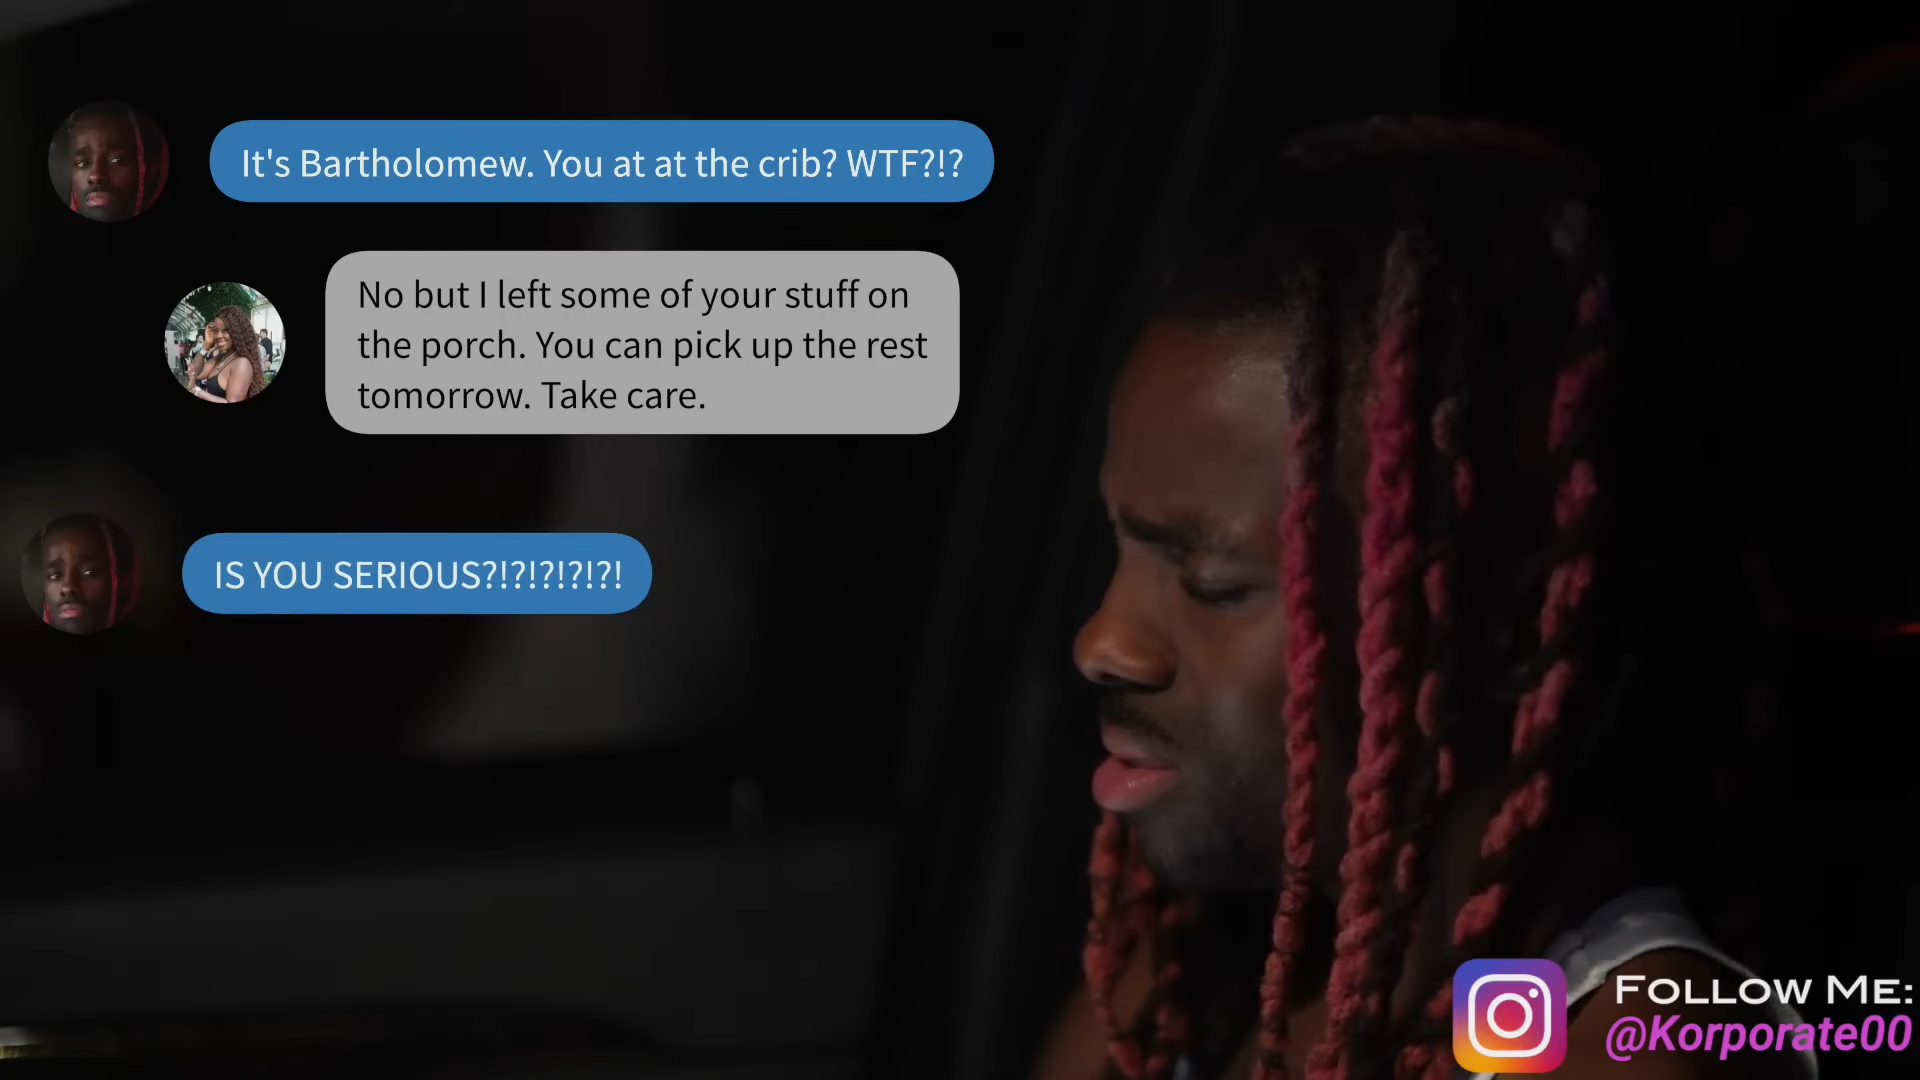 It's Bartholomew. You at at the crib? WTF?!?
No but I left some of your stuff on
the porch. You can pick up the rest
tomorrow. Take care.
IS YOU SERIOUS?!?!?!?!?!
FOLLOW ME:
@Korporate00